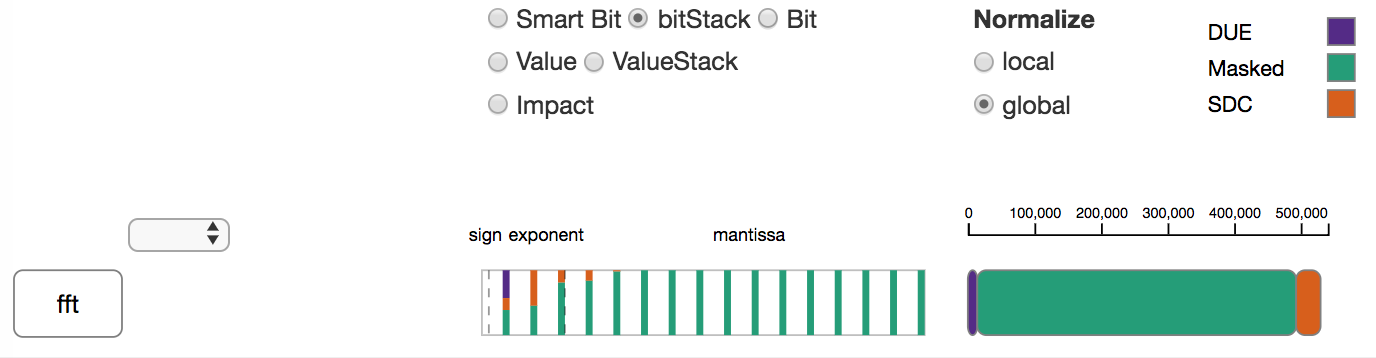 Smart Bit bitStack Bit
Value ValueStack
Impact
Normalize
local
global
DUE
Masked
SDC
sign exponent mantissa
0 100,000 200,000 300,000 400,000 500,000
fft